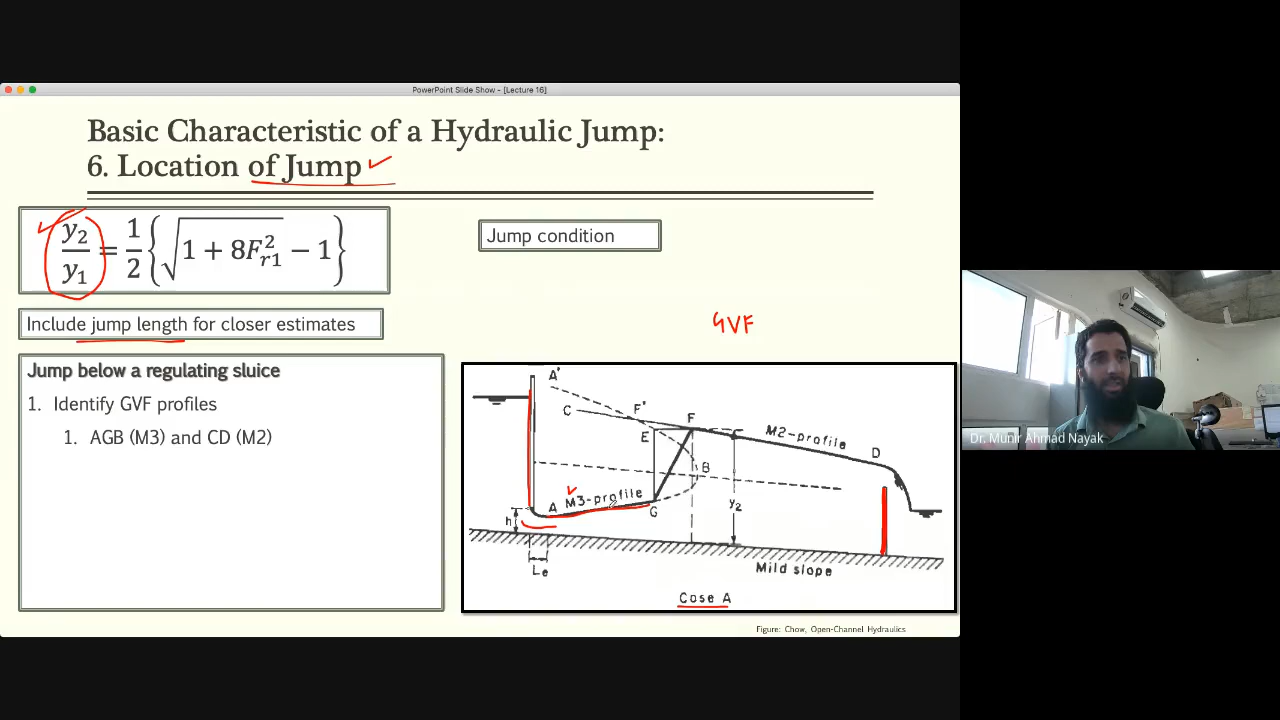 PowerPoint Slide Show - [Lecture 16]
Basic Characteristic of a Hydraulic Jump:
6. Location of Jump
y2/y1 = 1/2 {√(1 + 8F²r1) − 1}
Jump condition
Include jump length for closer estimates
GVF
Jump below a regulating sluice
1. Identify GVF profiles
1. AGB (M3) and CD (M2)
A'
C
F'
F
E
M2-profile
D
B
M3-profile
A
G
h
y2
Le
Mild slope
Case A
Figure: Chow, Open-Channel Hydraulics
Dr. Munir Ahmad Nayak